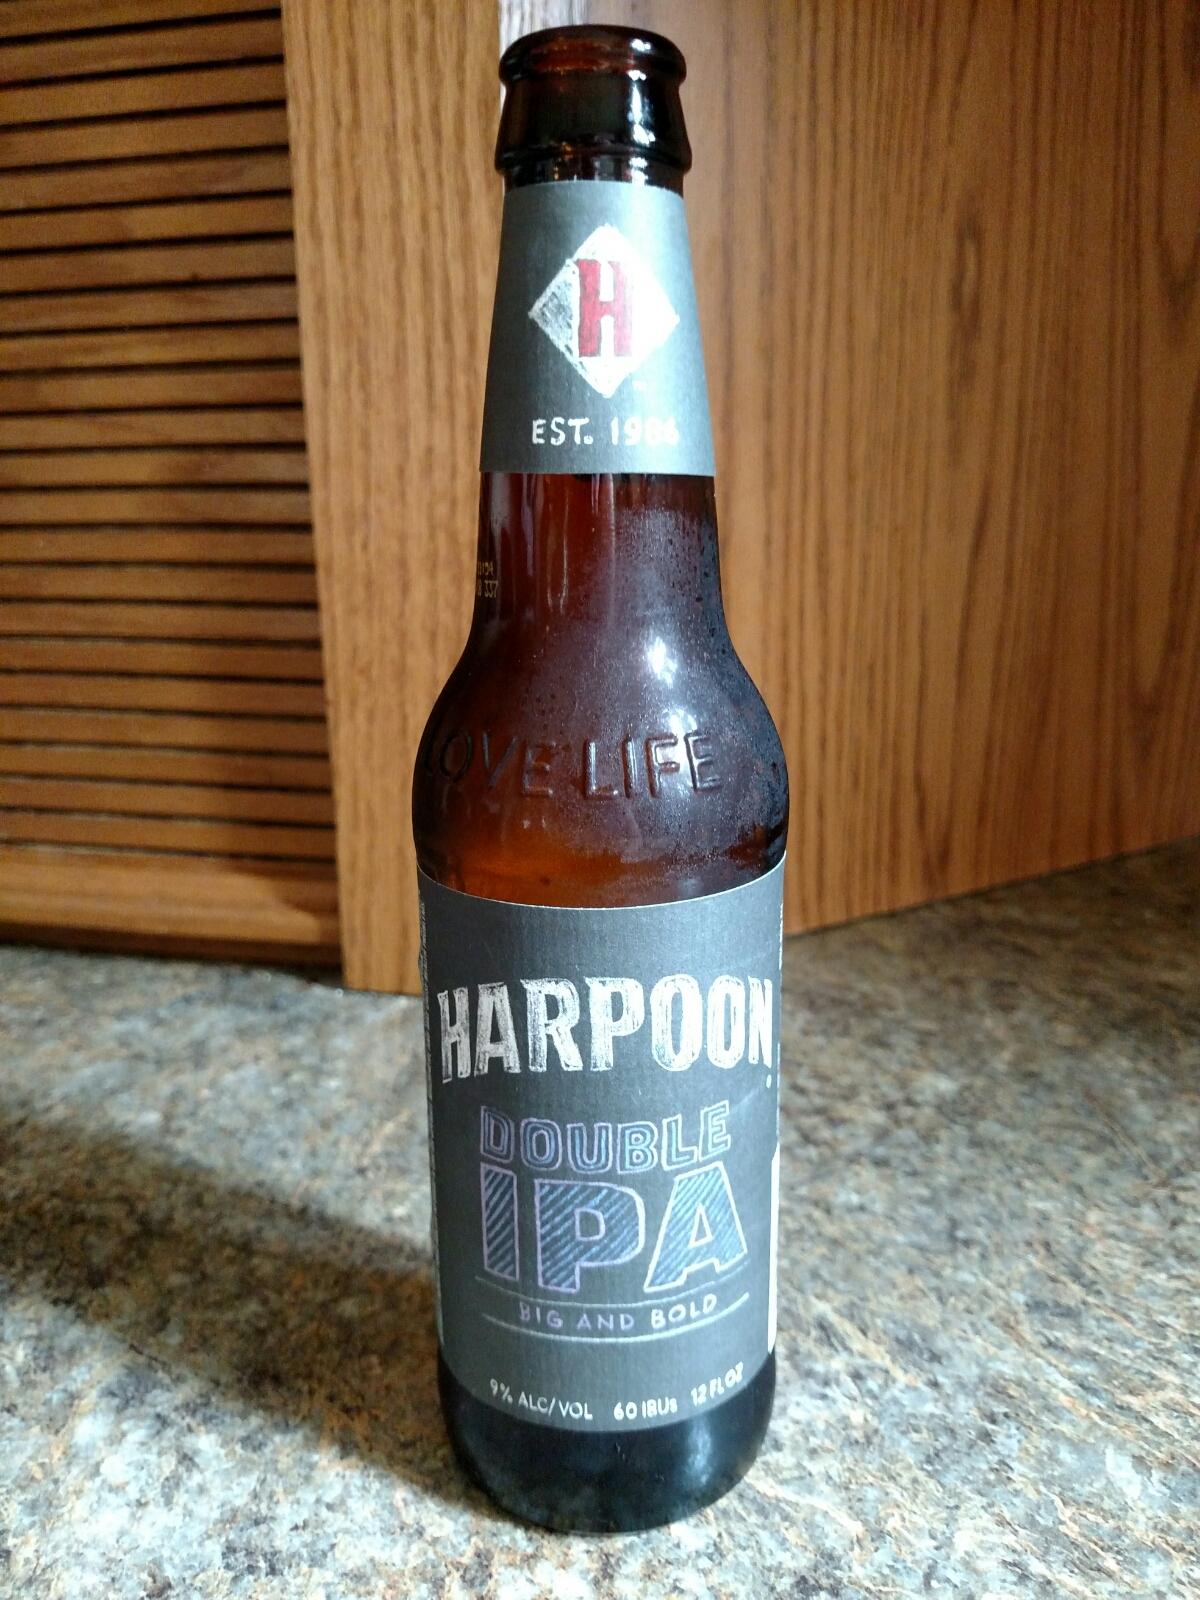 H
EST. 1986
LOVE LIFE
HARPOON
DOUBLE
IPA
BIG AND BOLD
9% ALC/VOL 60 IBUs 12 FL OZ